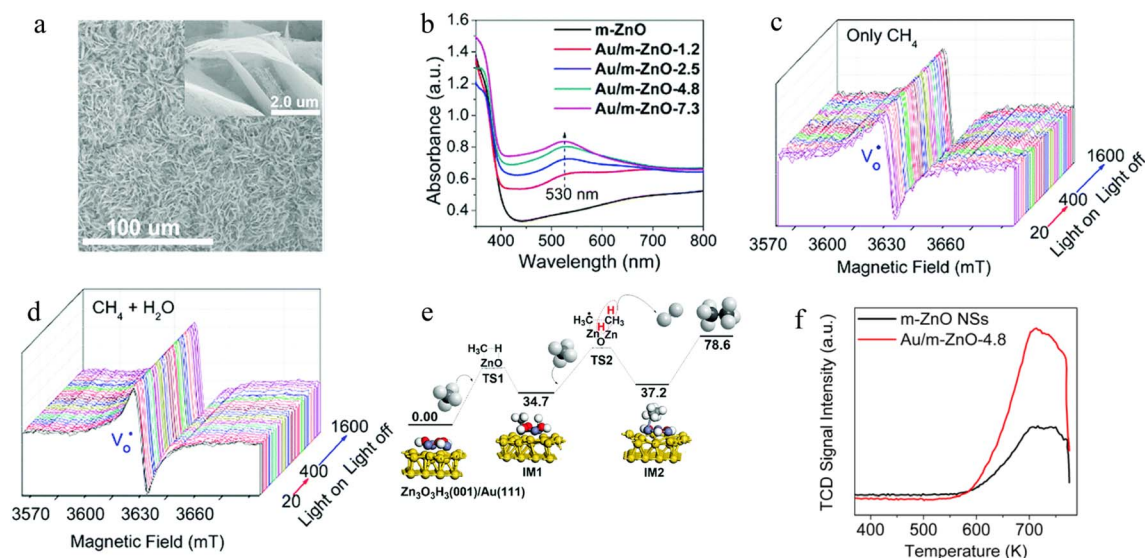 a
2.0 um
100 um
b
m-ZnO
Au/m-ZnO-1.2
Au/m-ZnO-2.5
Au/m-ZnO-4.8
Au/m-ZnO-7.3
530 nm
Absorbance (a.u.)
1.4
1.2
1.0
0.8
0.6
0.4
400 500 600 700 800
Wavelength (nm)
c
Only CH₄
Vo•
3570 3600 3630 3660
Magnetic Field (mT)
20 400 1600
Light on Light off
d
CH₄ + H₂O
Vo•
3570 3600 3630 3660
Magnetic Field (mT)
20 400 1600
Light on Light off
e
H₃C H
ZnO
TS1
H
H₃C CH₃
H
Zn Zn
O
TS2
0.00
34.7
37.2
78.6
IM1
IM2
Zn₃O₃H₃(001)/Au(111)
f
m-ZnO NSs
Au/m-ZnO-4.8
TCD Signal Intensity (a.u.)
400 500 600 700
Temperature (K)